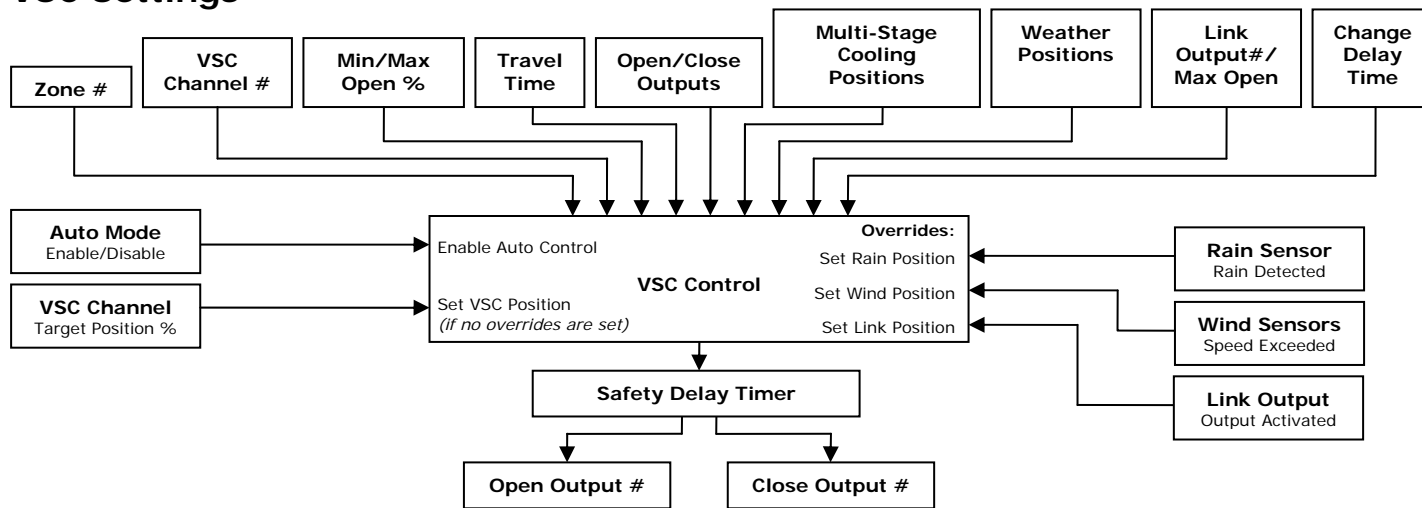 VSC Settings
Zone #
VSC
Channel #
Min/Max
Open %
Travel
Time
Open/Close
Outputs
Multi-Stage
Cooling
Positions
Weather
Positions
Link
Output#/
Max Open
Change
Delay
Time
Auto Mode
Enable/Disable
VSC Channel
Target Position %
Enable Auto Control
Set VSC Position
(if no overrides are set)
VSC Control
Overrides:
Set Rain Position
Set Wind Position
Set Link Position
Rain Sensor
Rain Detected
Wind Sensors
Speed Exceeded
Link Output
Output Activated
Safety Delay Timer
Open Output #
Close Output #